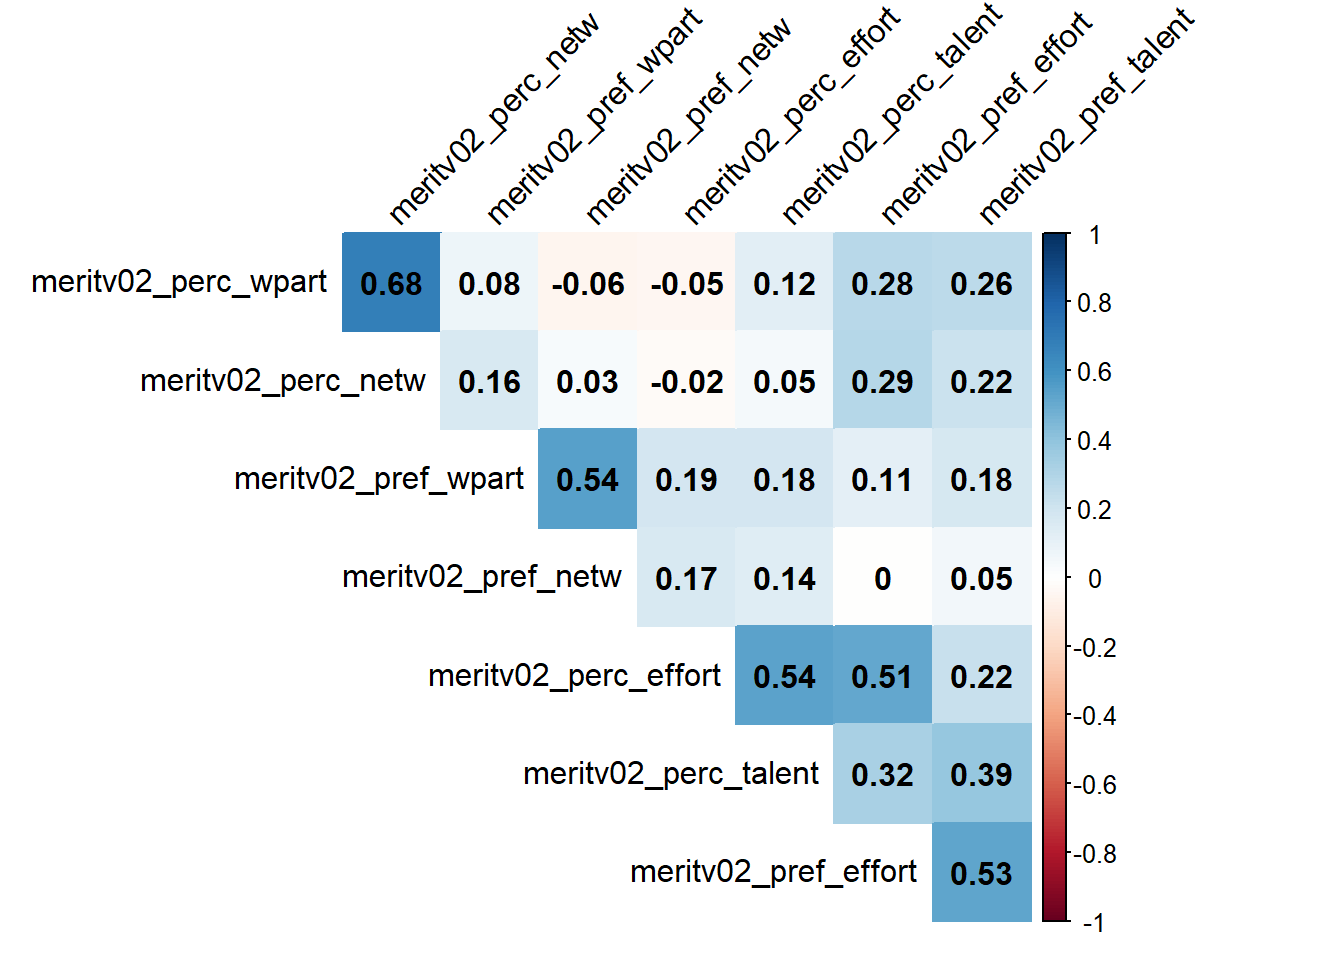 meritv02_perc_netw
meritv02_pref_wpart
meritv02_pref_netw
meritv02_perc_effort
meritv02_perc_talent
meritv02_pref_effort
meritv02_pref_talent
meritv02_perc_wpart 0.68 0.08 -0.06 -0.05 0.12 0.28 0.26
meritv02_perc_netw 0.16 0.03 -0.02 0.05 0.29 0.22
meritv02_pref_wpart 0.54 0.19 0.18 0.11 0.18
meritv02_pref_netw 0.17 0.14 0 0.05
meritv02_perc_effort 0.54 0.51 0.22
meritv02_perc_talent 0.32 0.39
meritv02_pref_effort 0.53
1
0.8
0.6
0.4
0.2
0
-0.2
-0.4
-0.6
-0.8
-1